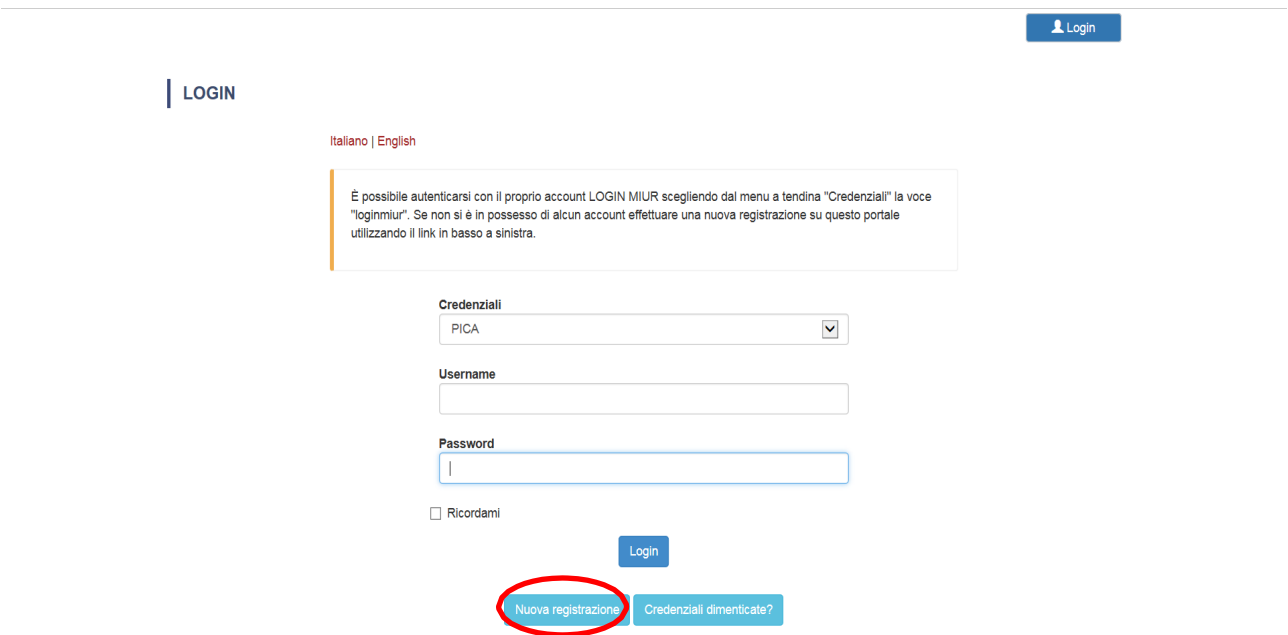 Login
LOGIN
Italiano | English
È possibile autenticarsi con il proprio account LOGIN MIUR scegliendo dal menu a tendina "Credenziali" la voce
"loginmiur". Se non si è in possesso di alcun account effettuare una nuova registrazione su questo portale
utilizzando il link in basso a sinistra.
Credenziali
PICA
Username
Password
Ricordami
Login
Nuova registrazione Credenziali dimenticate?